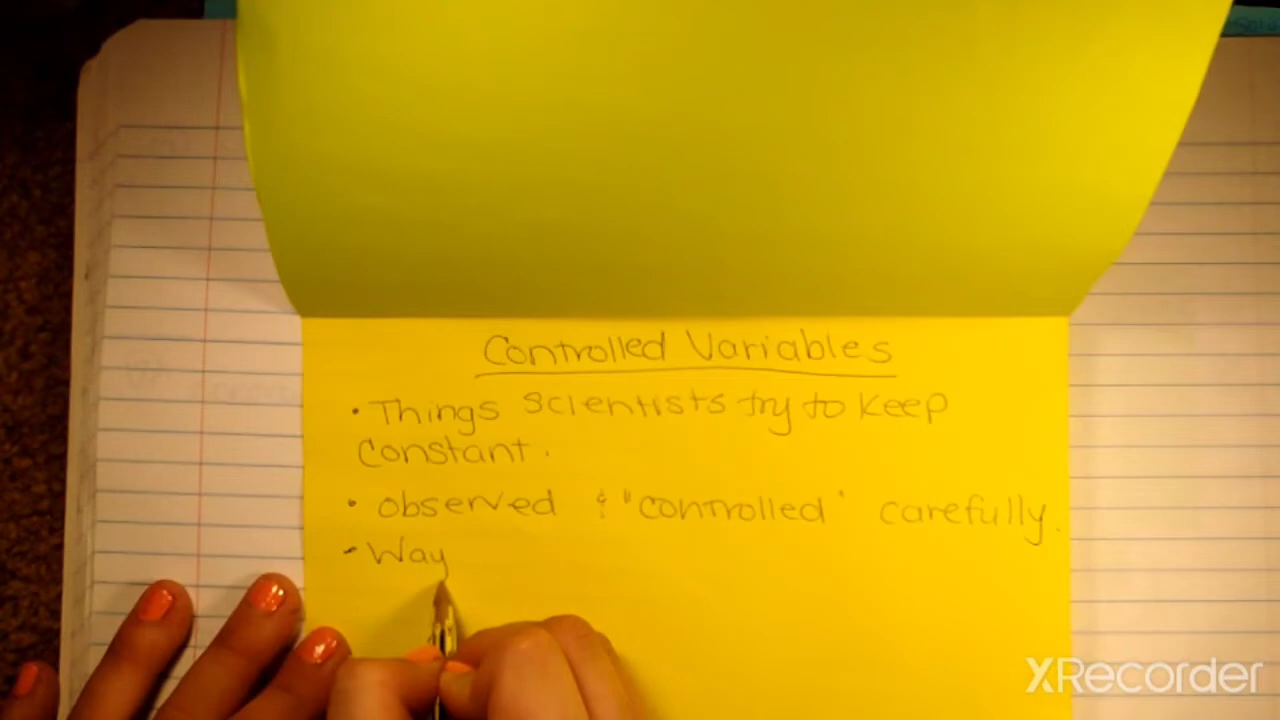 Controlled Variables
• Things scientists try to keep
constant.
• observed & "controlled" carefully.
• Way
XRecorder